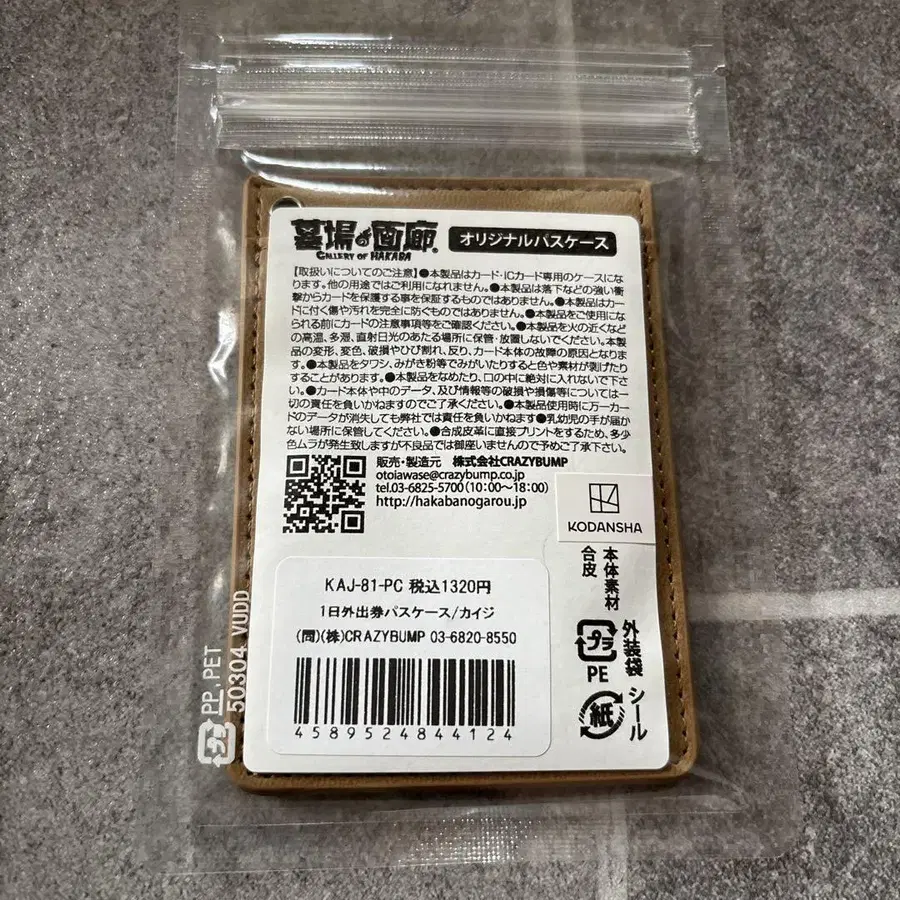 墓場の画廊®
GALLERY OF HAKABA
オリジナルパスケース
【取扱いについてのご注意】●本製品はカード・ICカード専用のケースにな
ります。他の用途ではご利用になれません。●本製品は落下などの強い衝
撃からカードを保護する事を保証するものではありません。●本製品はカー
ドに付く傷や汚れを完全に防ぐものではありません。●本製品をご使用にな
られる前にカードの注意事項等をご確認ください。●本製品を火の近くなど
の高温、多湿、直射日光のあたる場所に保管・放置しないでください。本製
品の変形、変色、破損やひび割れ、反り、カード本体の故障の原因となりま
す。●本製品をタワシ、みがき粉等でみがいたりすると色や素材が剥げたり
することがあります。●本製品をなめたり、口の中に絶対に入れないで下さ
い。●カード本体や中のデータ、及び情報等の破損や損傷等については一
切の責任を負いかねますのでご了承ください。●本製品使用時に万一カー
ドのデータが消失しても弊社では責任を負いかねます●乳幼児の手が届か
ない場所に保管してください。●合成皮革に直接プリントをするため、多少
色ムラが発生致しますが不良品では御座いませんので予めご了承下さい。
販売・製造元 株式会社CRAZYBUMP
otoiawase@crazybump.co.jp
tel.03-6825-5700(10:00〜18:00)
http://hakabanogarou.jp
KODANSHA
本体素材
合皮
KAJ-81-PC 税込1320円
1日外出券パスケース/カイジ
(問)(株)CRAZYBUMP 03-6820-8550
4589524844124
外装袋
プラ
PE
シール
紙
プラ
PP.PET
50304 VUDD